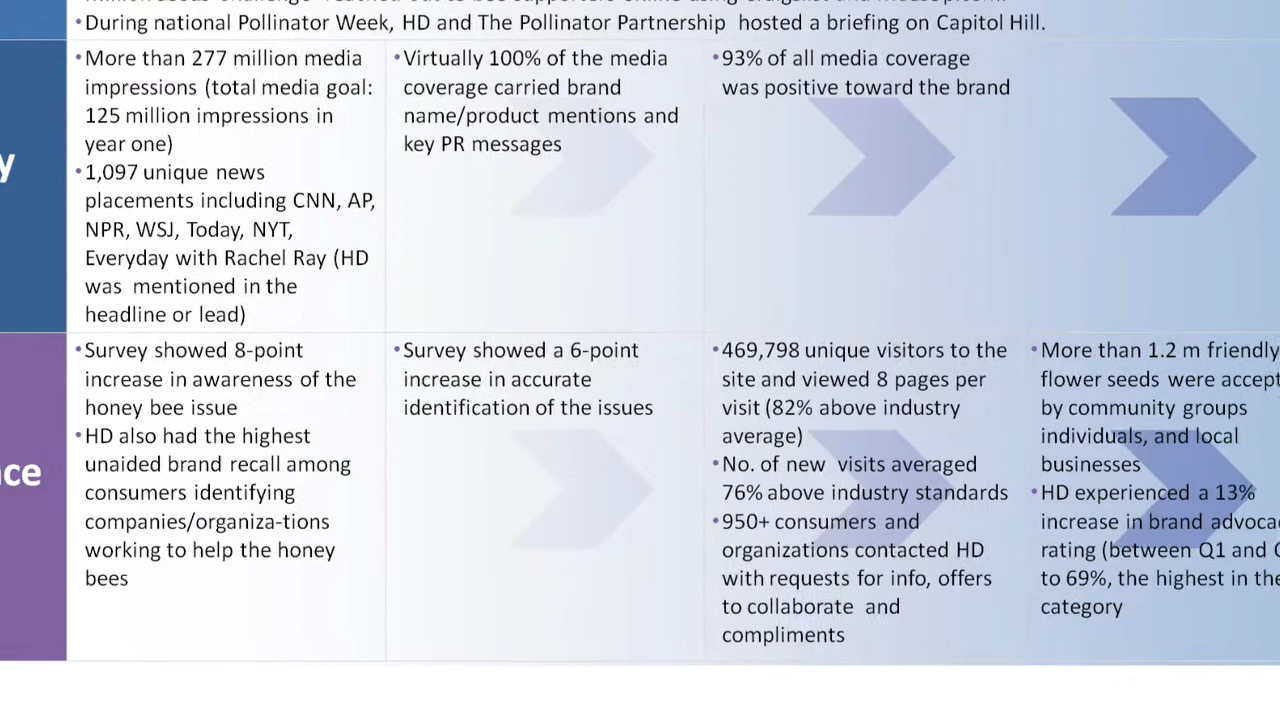 During national Pollinator Week, HD and The Pollinator Partnership hosted a briefing on Capitol Hill.
y
•More than 277 million media
impressions (total media goal:
125 million impressions in
year one)
•1,097 unique news
placements including CNN, AP,
NPR, WSJ, Today, NYT,
Everyday with Rachel Ray (HD
was mentioned in the
headline or lead)
•Virtually 100% of the media
coverage carried brand
name/product mentions and
key PR messages
•93% of all media coverage
was positive toward the brand
ce
•Survey showed 8-point
increase in awareness of the
honey bee issue
•HD also had the highest
unaided brand recall among
consumers identifying
companies/organiza-tions
working to help the honey
bees
•Survey showed a 6-point
increase in accurate
identification of the issues
•469,798 unique visitors to the
site and viewed 8 pages per
visit (82% above industry
average)
•No. of new visits averaged
76% above industry standards
•950+ consumers and
organizations contacted HD
with requests for info, offers
to collaborate and
compliments
•More than 1.2 m friendly
flower seeds were accept
by community groups
individuals, and local
businesses
•HD experienced a 13%
increase in brand advoca
rating (between Q1 and
to 69%, the highest in the
category